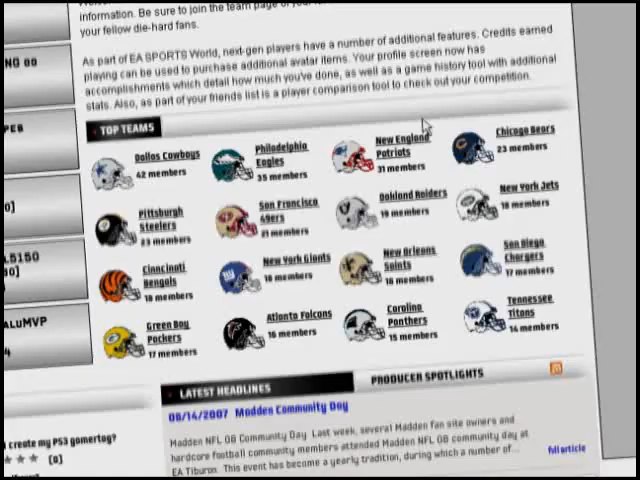 information. Be sure to join the team page of
your fellow die-hard fans.
As part of EA SPORTS World, next-gen players have a number of additional features. Credits earned
playing can be used to purchase additional avatar items. Your profile screen now has
accomplishments which detail how much you've done, as well as a game history tool with additional
stats. Also, as part of your friends list is a player comparison tool to check out your competition.
TOP TEAMS
Dallas Cowboys
42 members
Philadelphia
Eagles
35 members
New England
Patriots
31 members
Chicago Bears
23 members
Pittsburgh
Steelers
23 members
San Francisco
49ers
21 members
Oakland Raiders
19 members
New York Jets
18 members
Cincinnati
Bengals
18 members
New York Giants
18 members
New Orleans
Saints
18 members
San Diego
Chargers
17 members
Green Bay
Packers
17 members
Atlanta Falcons
16 members
Carolina
Panthers
15 members
Tennessee
Titans
14 members
LATEST HEADLINES
PRODUCER SPOTLIGHTS
08/14/2007 Madden Community Day
Madden NFL 08 Community Day Last week, several Madden fan site owners and
hardcore football community members attended Madden NFL 08 community day at
EA Tiburon. This event has become a yearly tradition, during which a number of...
full article
L5150
aluMVP
4
I create my PS3 gamertag?
(0)